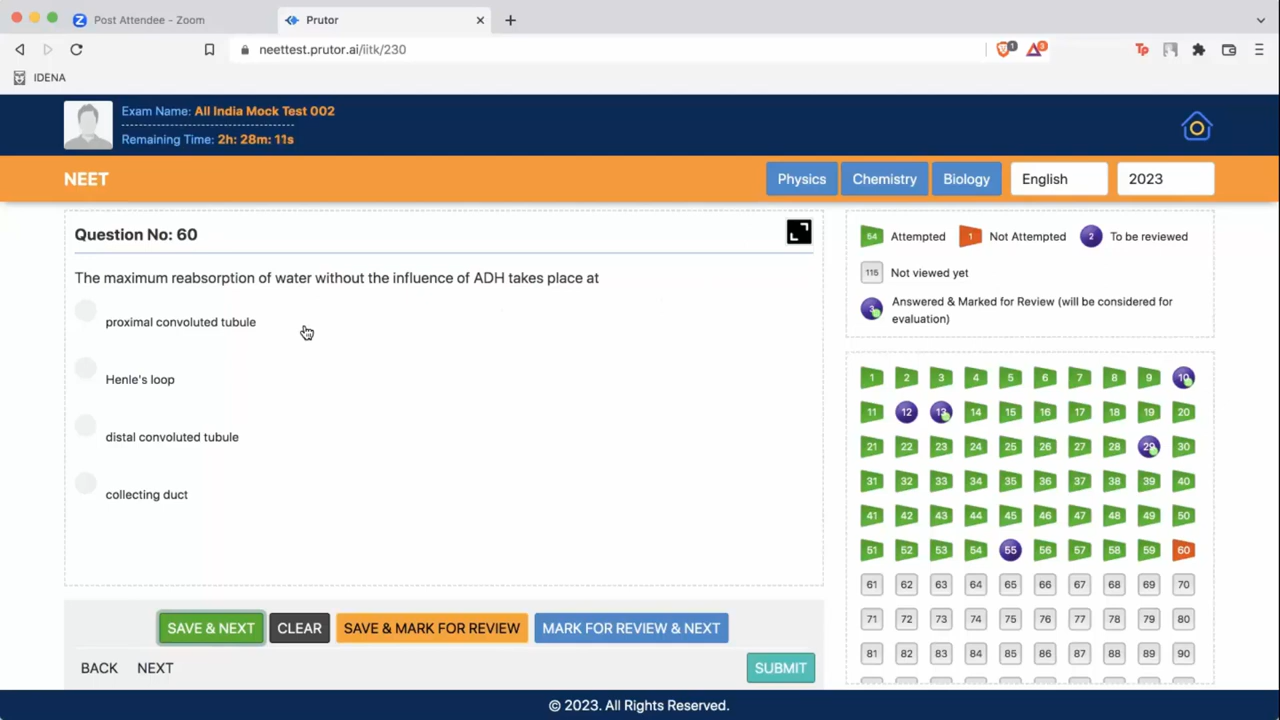 Post Attendee - Zoom
Prutor
neettest.prutor.ai/iitk/230
1
3
Tp
IDENA
Exam Name: All India Mock Test 002
Remaining Time: 2h: 28m: 11s
NEET
Physics
Chemistry
Biology
English
2023
Question No: 60
The maximum reabsorption of water without the influence of ADH takes place at
proximal convoluted tubule
Henle's loop
distal convoluted tubule
collecting duct
SAVE & NEXT
CLEAR
SAVE & MARK FOR REVIEW
MARK FOR REVIEW & NEXT
BACK
NEXT
SUBMIT
54 Attempted
1 Not Attempted
2 To be reviewed
115 Not viewed yet
3 Answered & Marked for Review (will be considered for
evaluation)
1 2 3 4 5 6 7 8 9 10
11 12 13 14 15 16 17 18 19 20
21 22 23 24 25 26 27 28 29 30
31 32 33 34 35 36 37 38 39 40
41 42 43 44 45 46 47 48 49 50
51 52 53 54 55 56 57 58 59 60
61 62 63 64 65 66 67 68 69 70
71 72 73 74 75 76 77 78 79 80
81 82 83 84 85 86 87 88 89 90
© 2023. All Rights Reserved.